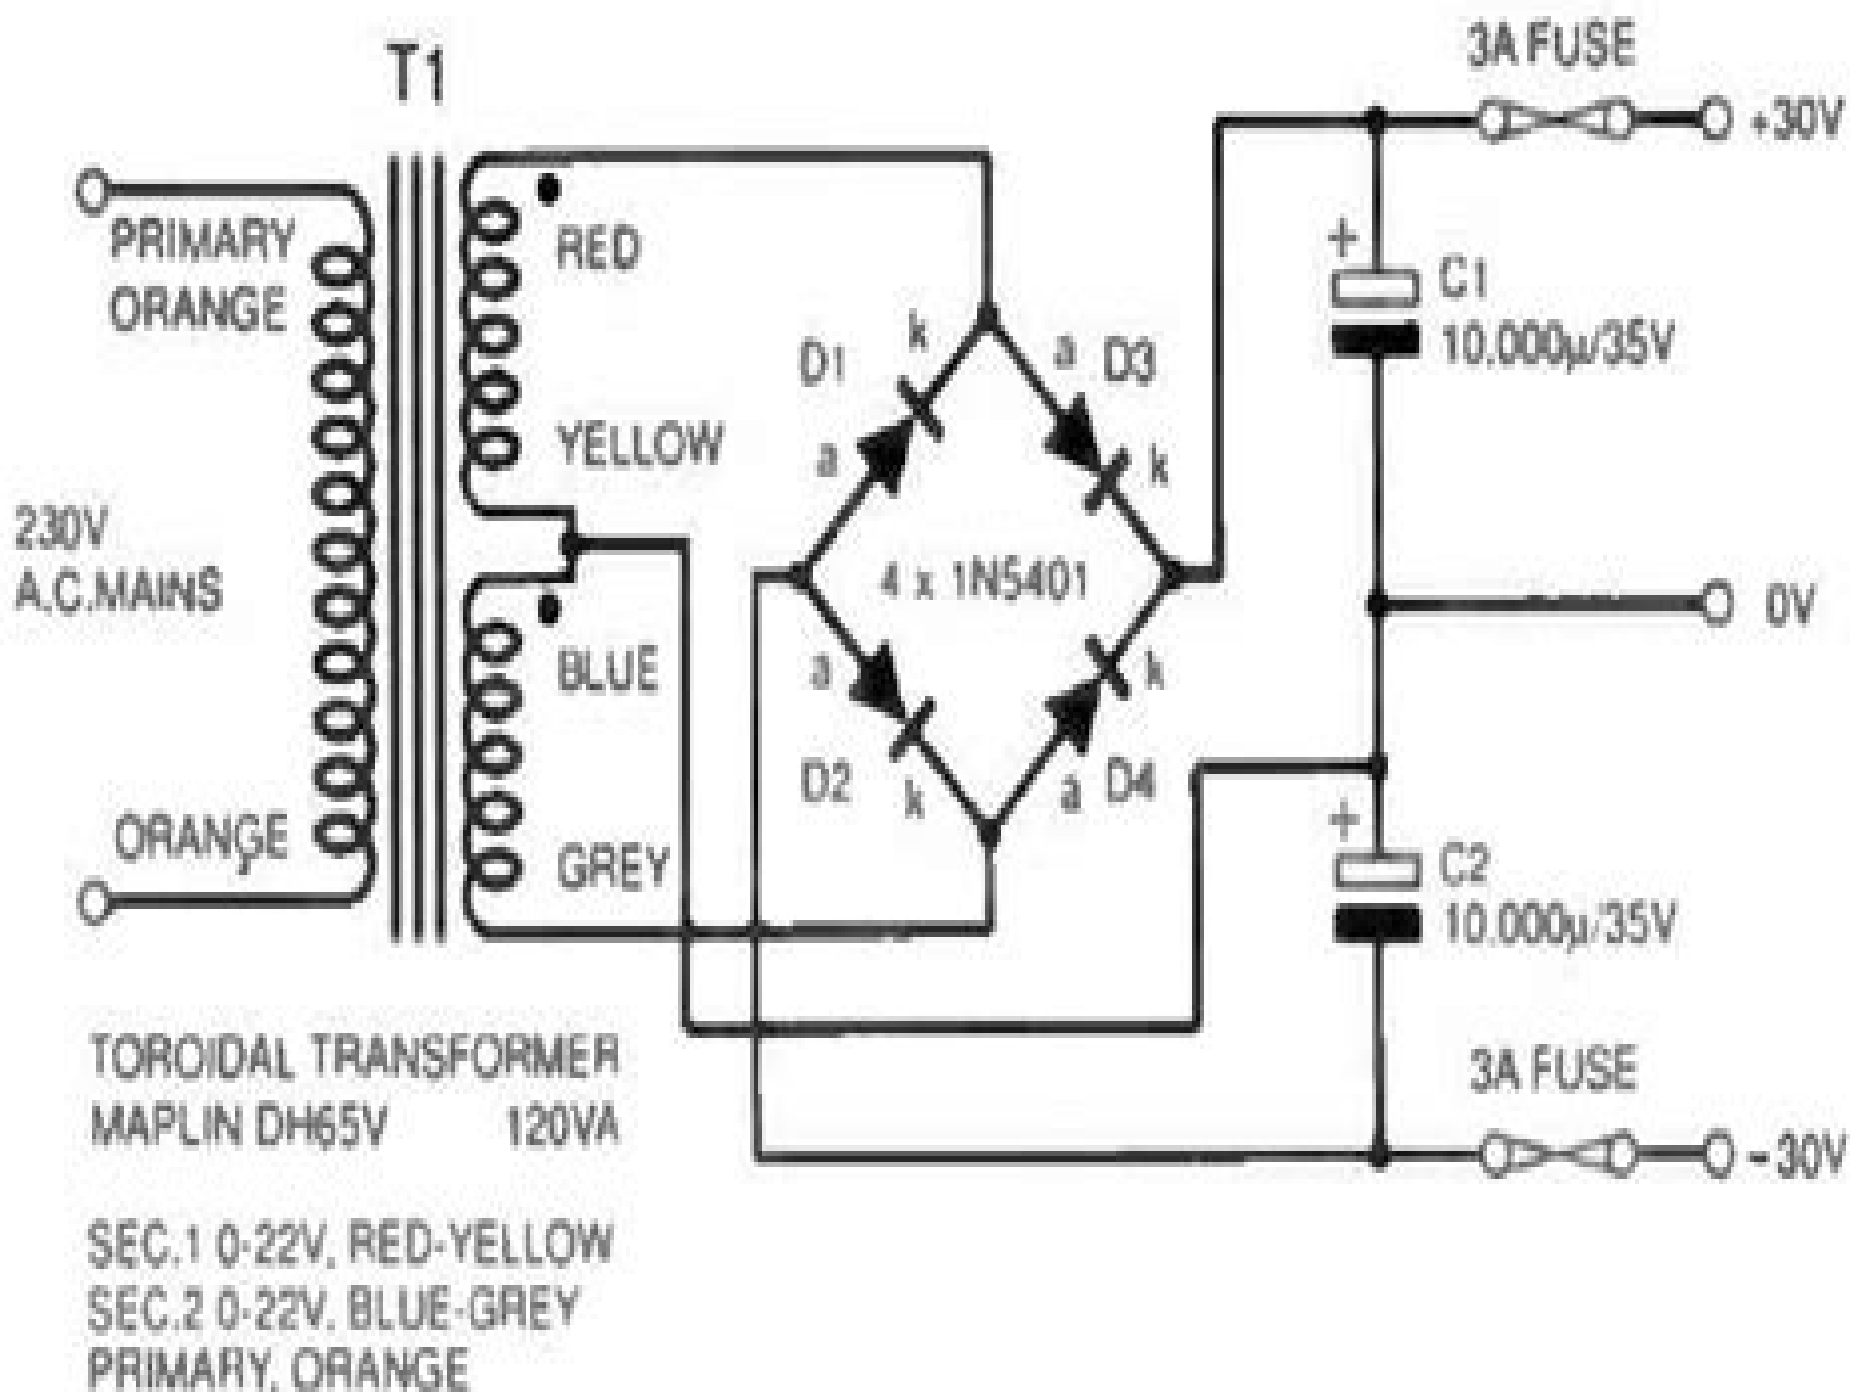 T1
3A FUSE
+30V
PRIMARY
ORANGE
RED
+
C1
10.000µ/35V
k
D1
a
D3
a
k
YELLOW
230V
A.C.MAINS
4 x 1N5401
0V
BLUE
a
k
D2
k
a
D4
ORANGE
GREY
+
C2
10.000µ/35V
TOROIDAL TRANSFORMER
MAPLIN DH65V 120VA
3A FUSE
-30V
SEC.1 0-22V, RED-YELLOW
SEC.2 0-22V, BLUE-GREY
PRIMARY, ORANGE